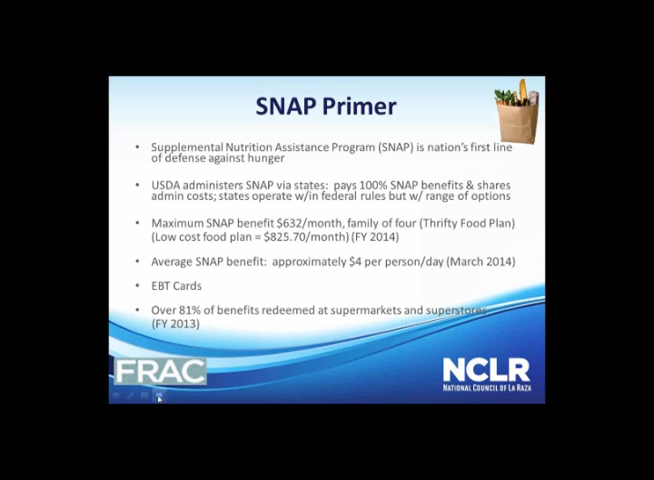 SNAP Primer
• Supplemental Nutrition Assistance Program (SNAP) is nation's first line
of defense against hunger
• USDA administers SNAP via states: pays 100% SNAP benefits & shares
admin costs; states operate w/in federal rules but w/ range of options
• Maximum SNAP benefit $632/month, family of four (Thrifty Food Plan)
(Low cost food plan = $825.70/month) (FY 2014)
• Average SNAP benefit: approximately $4 per person/day (March 2014)
• EBT Cards
• Over 81% of benefits redeemed at supermarkets and superstores
(FY 2013)
FRAC
NCLR
NATIONAL COUNCIL OF LA RAZA